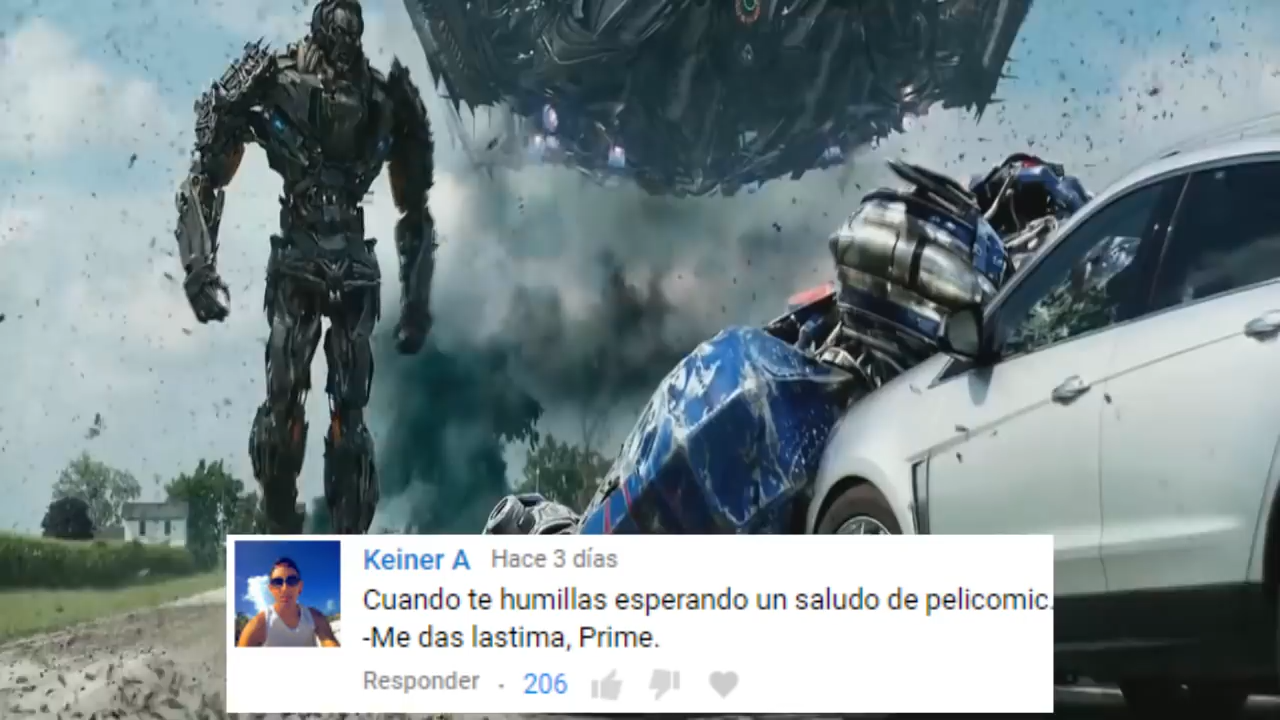 Keiner A Hace 3 días
Cuando te humillas esperando un saludo de pelicomic.
-Me das lastima, Prime.
Responder . 206